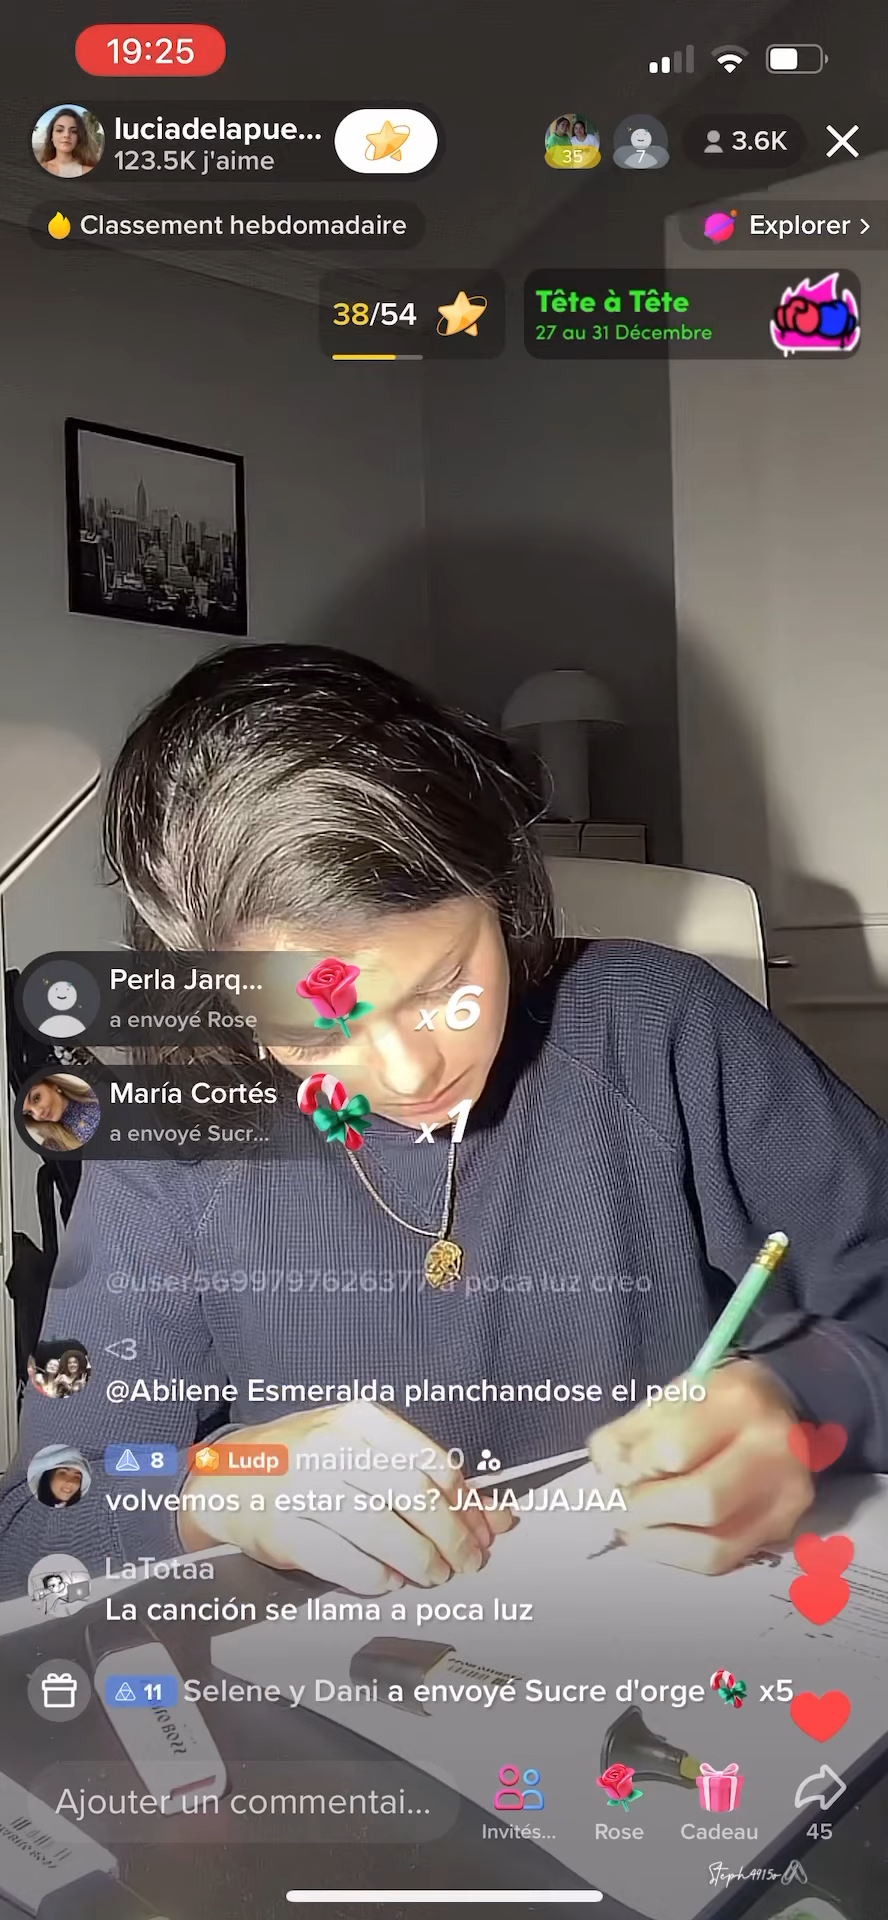 19:25
luciadelapue...
123.5K j'aime
35
7
3.6K
Classement hebdomadaire
Explorer >
38/54
Tête à Tête
27 au 31 Décembre
Perla Jarq...
a envoyé Rose
x6
María Cortés
a envoyé Sucr...
x1
@user5699797626377 a poca luz creo
<3
@Abilene Esmeralda planchandose el pelo
8 Ludp maiideer2.0
volvemos a estar solos? JAJAJJAJAA
LaTotaa
La canción se llama a poca luz
11 Selene y Dani a envoyé Sucre d'orge x5
BOSS
Ajouter un commentai...
Invités...
Rose
Cadeau
45
Steph4915